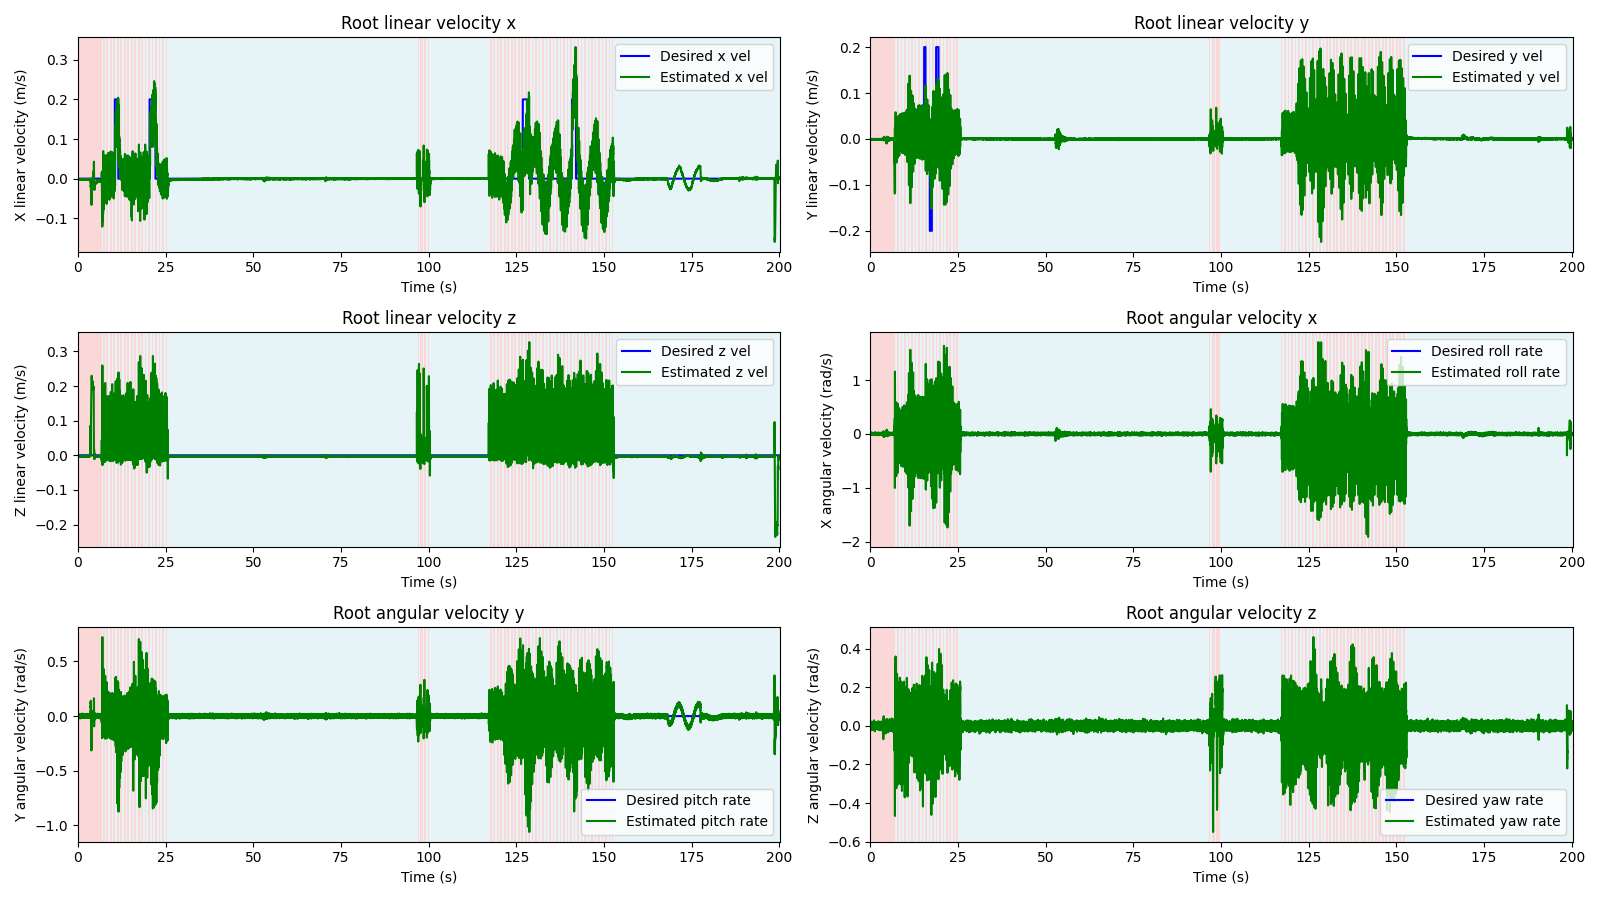 Root linear velocity x
X linear velocity (m/s)
0.3
0.2
0.1
0.0
−0.1
Desired x vel
Estimated x vel
0 25 50 75 100 125 150 175 200
Time (s)
Root linear velocity y
Y linear velocity (m/s)
0.2
0.1
0.0
−0.1
−0.2
Desired y vel
Estimated y vel
0 25 50 75 100 125 150 175 200
Time (s)
Root linear velocity z
Z linear velocity (m/s)
0.3
0.2
0.1
0.0
−0.1
−0.2
Desired z vel
Estimated z vel
0 25 50 75 100 125 150 175 200
Time (s)
Root angular velocity x
X angular velocity (rad/s)
1
0
−1
−2
Desired roll rate
Estimated roll rate
0 25 50 75 100 125 150 175 200
Time (s)
Root angular velocity y
Y angular velocity (rad/s)
0.5
0.0
−0.5
−1.0
Desired pitch rate
Estimated pitch rate
0 25 50 75 100 125 150 175 200
Time (s)
Root angular velocity z
Z angular velocity (rad/s)
0.4
0.2
0.0
−0.2
−0.4
−0.6
Desired yaw rate
Estimated yaw rate
0 25 50 75 100 125 150 175 200
Time (s)